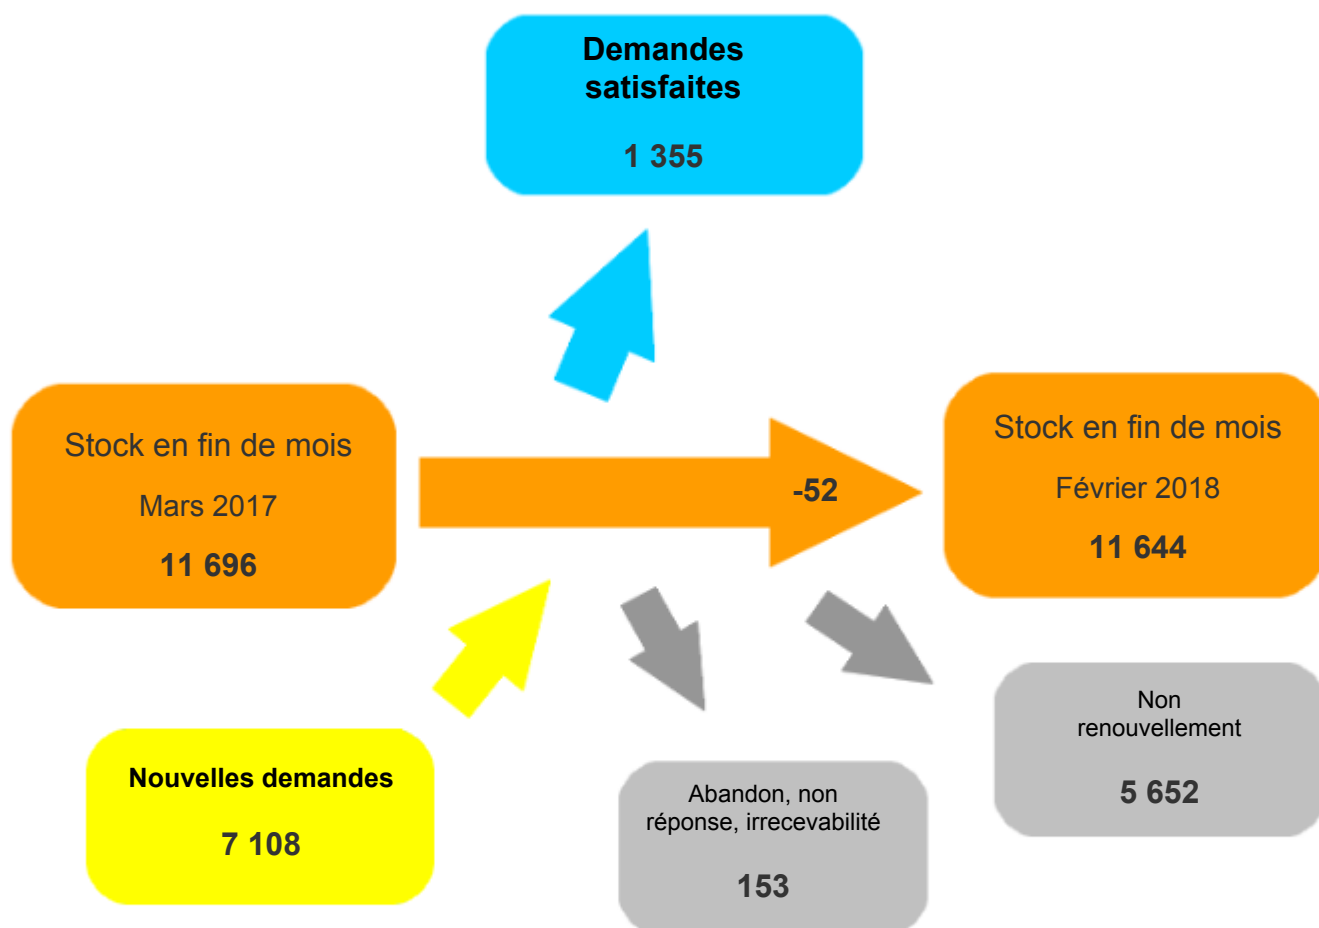 Demandes
satisfaites
1 355
Stock en fin de mois
Mars 2017
11 696
-52
Stock en fin de mois
Février 2018
11 644
Nouvelles demandes
7 108
Abandon, non
réponse, irrecevabilité
153
Non
renouvellement
5 652